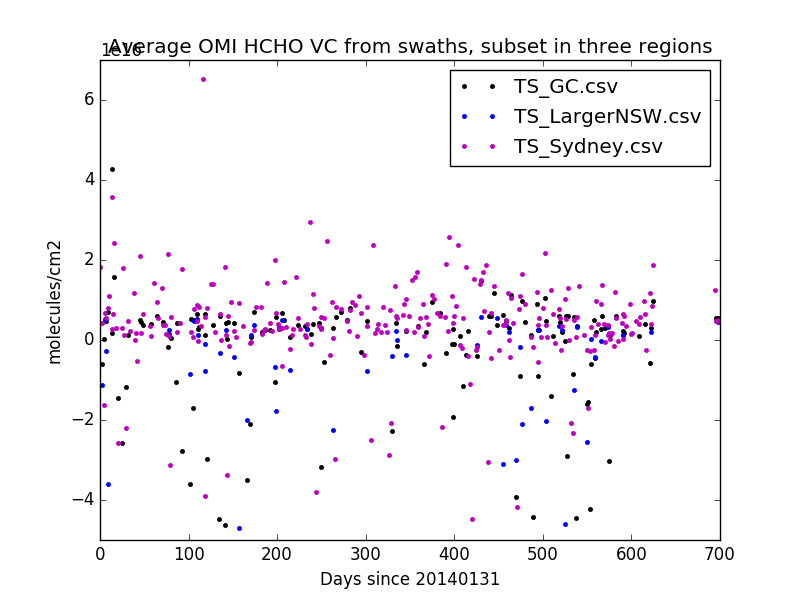 Average OMI HCHO VC from swaths, subset in three regions
1e16
TS_GC.csv
TS_LargerNSW.csv
TS_Sydney.csv
molecules/cm2
6
4
2
0
−2
−4
0 100 200 300 400 500 600 700
Days since 20140131